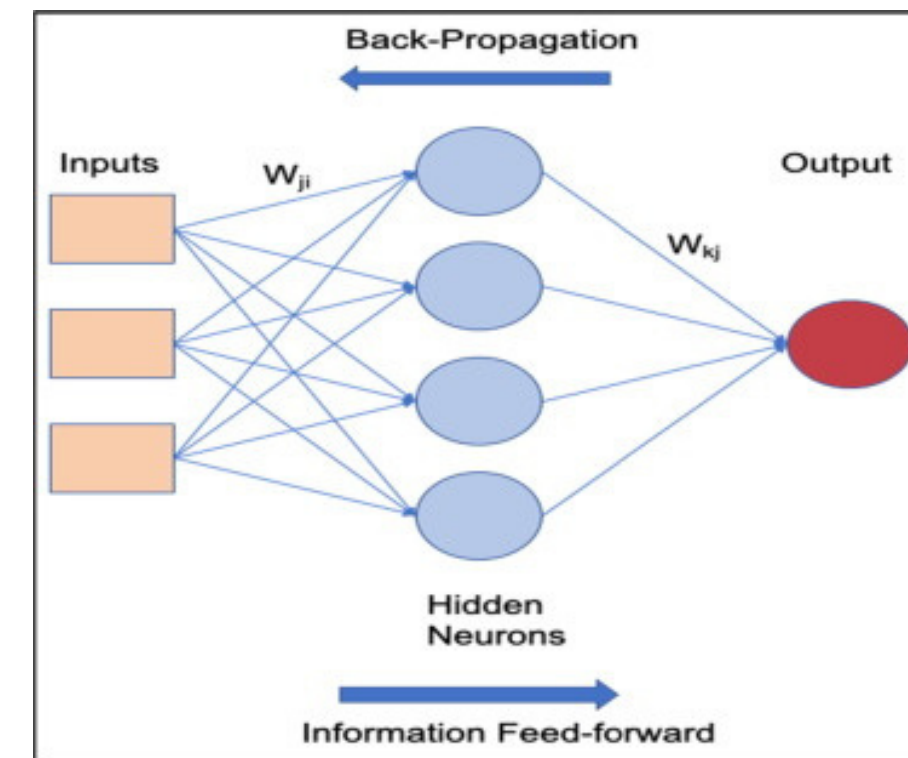 Back-Propagation
Inputs
Wji
Output
Wkj
Hidden
Neurons
Information Feed-forward